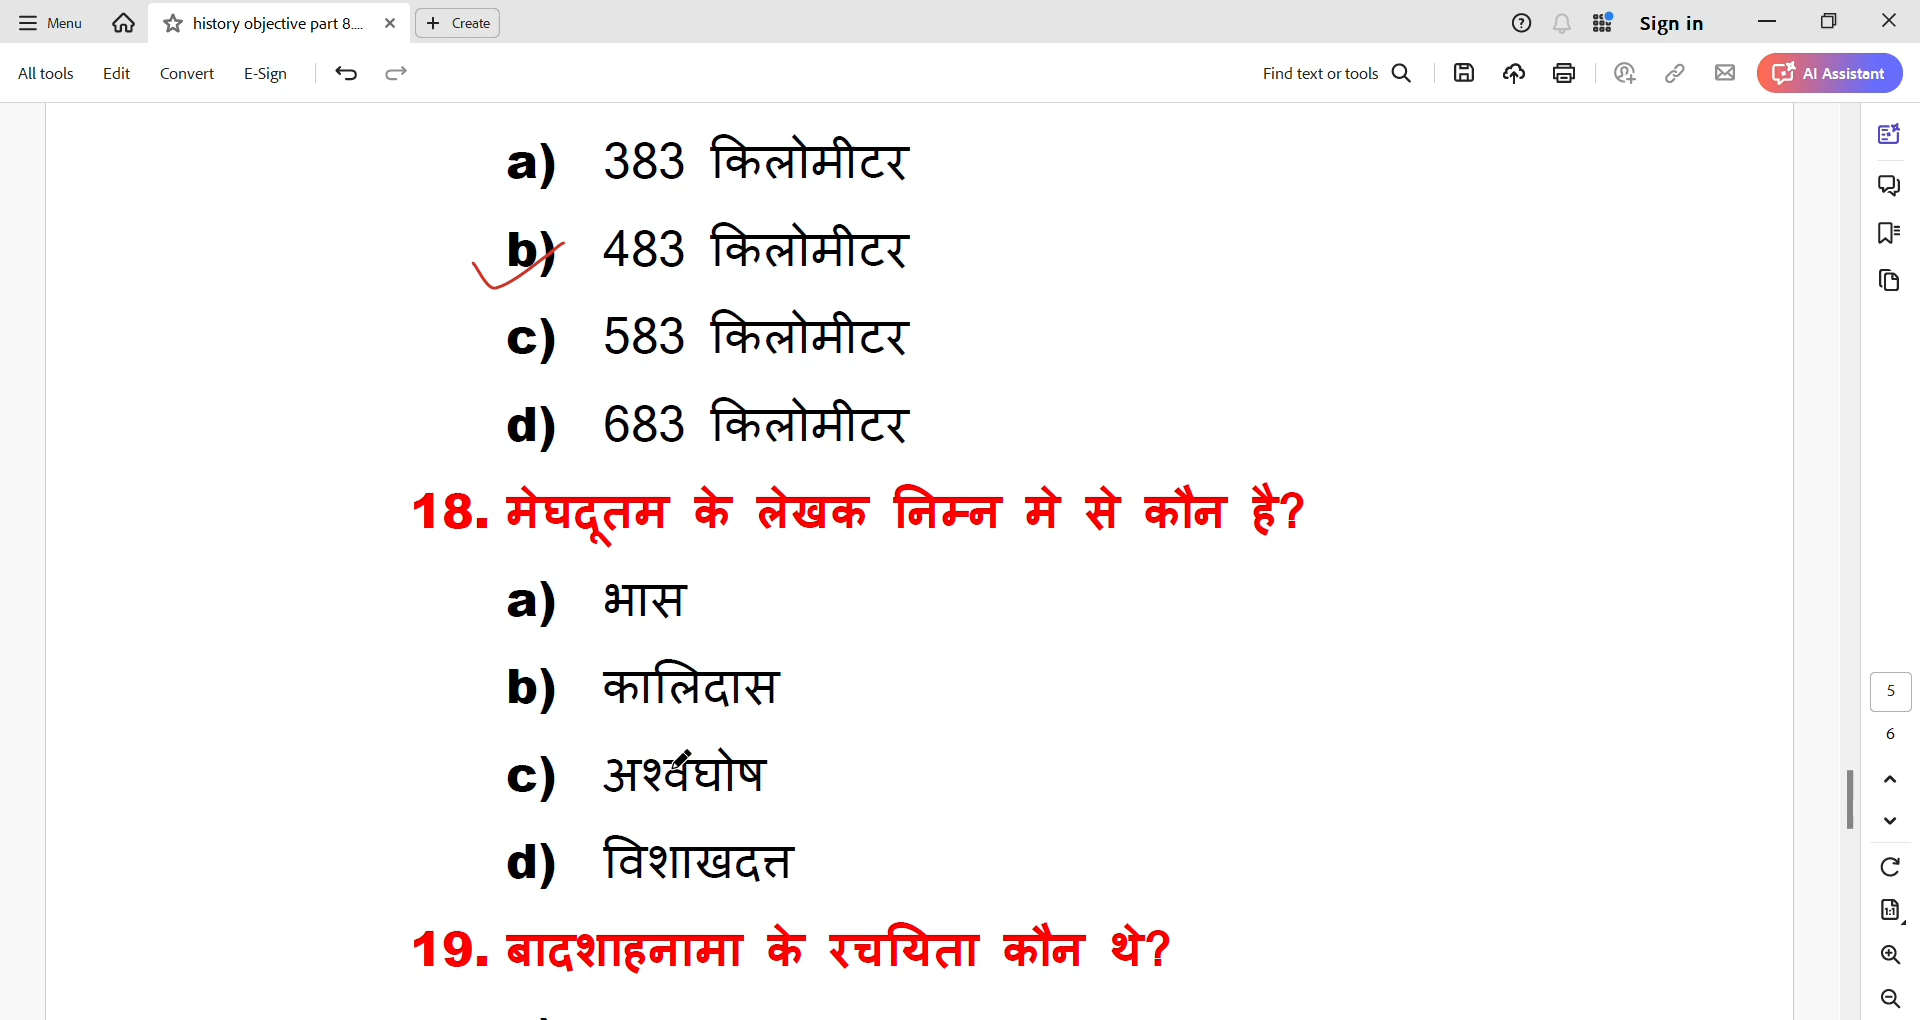 Menu
history objective part 8....
Create
Sign in
All tools
Edit
Convert
E-Sign
Find text or tools
AI Assistant
a) 383 किलोमीटर
b) 483 किलोमीटर
c) 583 किलोमीटर
d) 683 किलोमीटर
18. मेघदूतम के लेखक निम्न मे से कौन है?
a) भास
b) कालिदास
c) अश्वघोष
d) विशाखदत्त
19. बादशाहनामा के रचयिता कौन थे?
5
6
1:1